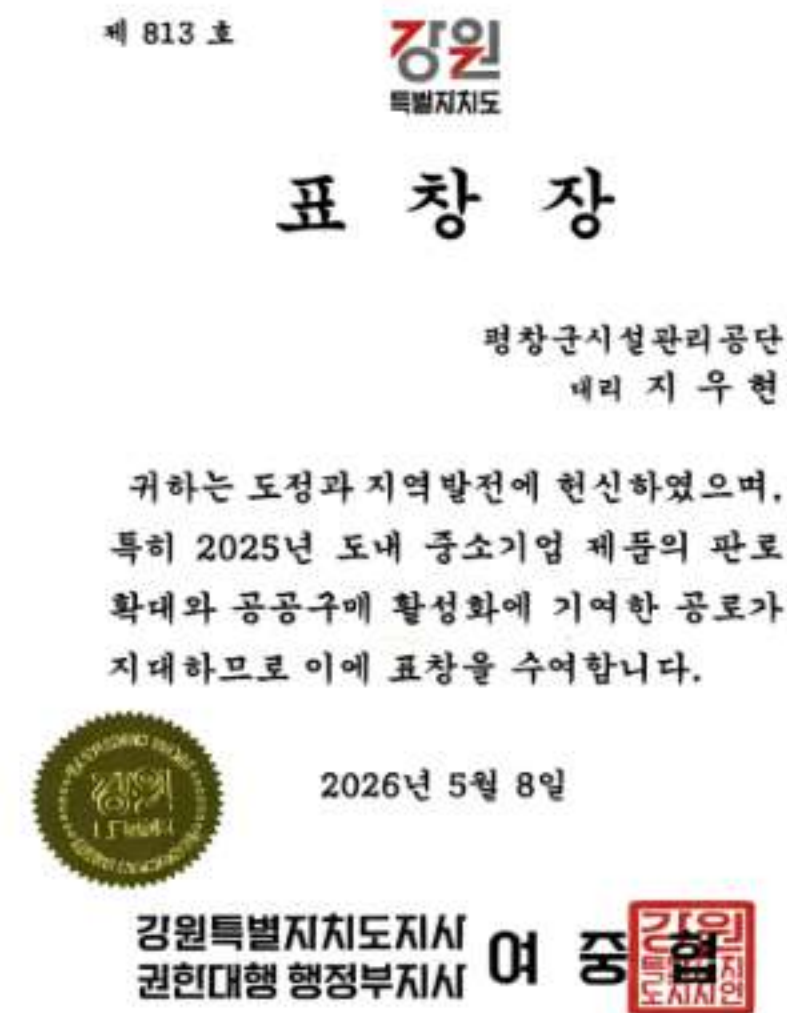 제 813 호
강원
특별자치도
표 창 장
평창군시설관리공단
대리 지 우 현
귀하는 도정과 지역발전에 헌신하였으며,
특히 2025년 도내 중소기업 제품의 판로
확대와 공공구매 활성화에 기여한 공로가
지대하므로 이에 표창을 수여합니다.
2026년 5월 8일
강원
강원특별자치도지사
권한대행 행정부지사
여 중 협
강원
특별자치
도지사인